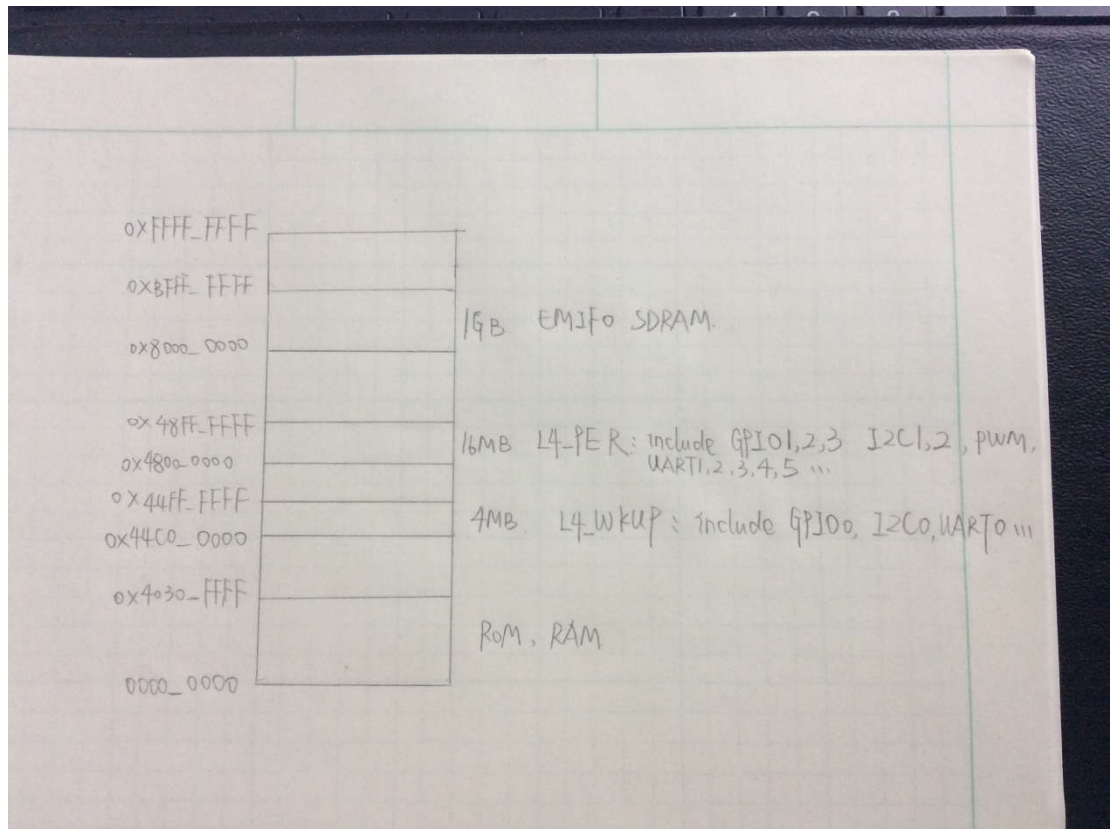 0XFFFF_FFFF
0XBFFF_FFFF
1GB EMIF0 SDRAM.
0X8000_0000
0X48FF_FFFF
16MB L4_PER: include GPIO1,2,3 I2C1,2, PWM,
UART1,2,3,4,5 ...
0X4800_0000
0X44FF_FFFF
4MB. L4_WKUP: include GPIO0, I2C0, UART0 ...
0X44C0_0000
0X4030_FFFF
ROM, RAM
0000_0000